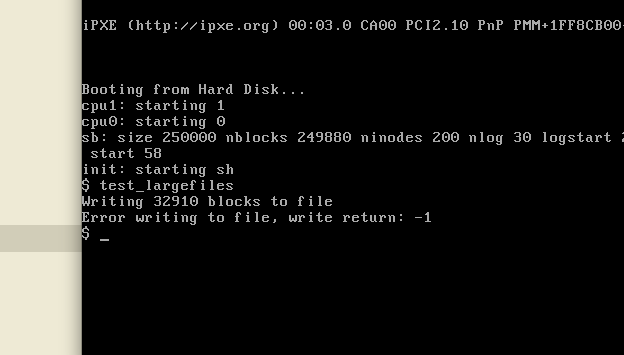 iPXE (http://ipxe.org) 00:03.0 CA00 PCI2.10 PnP PMM+1FF8CB00
Booting from Hard Disk...
cpu1: starting 1
cpu0: starting 0
sb: size 250000 nblocks 249880 ninodes 200 nlog 30 logstart 2
start 58
init: starting sh
$ test_largefiles
Writing 32910 blocks to file
Error writing to file, write return: -1
$ _